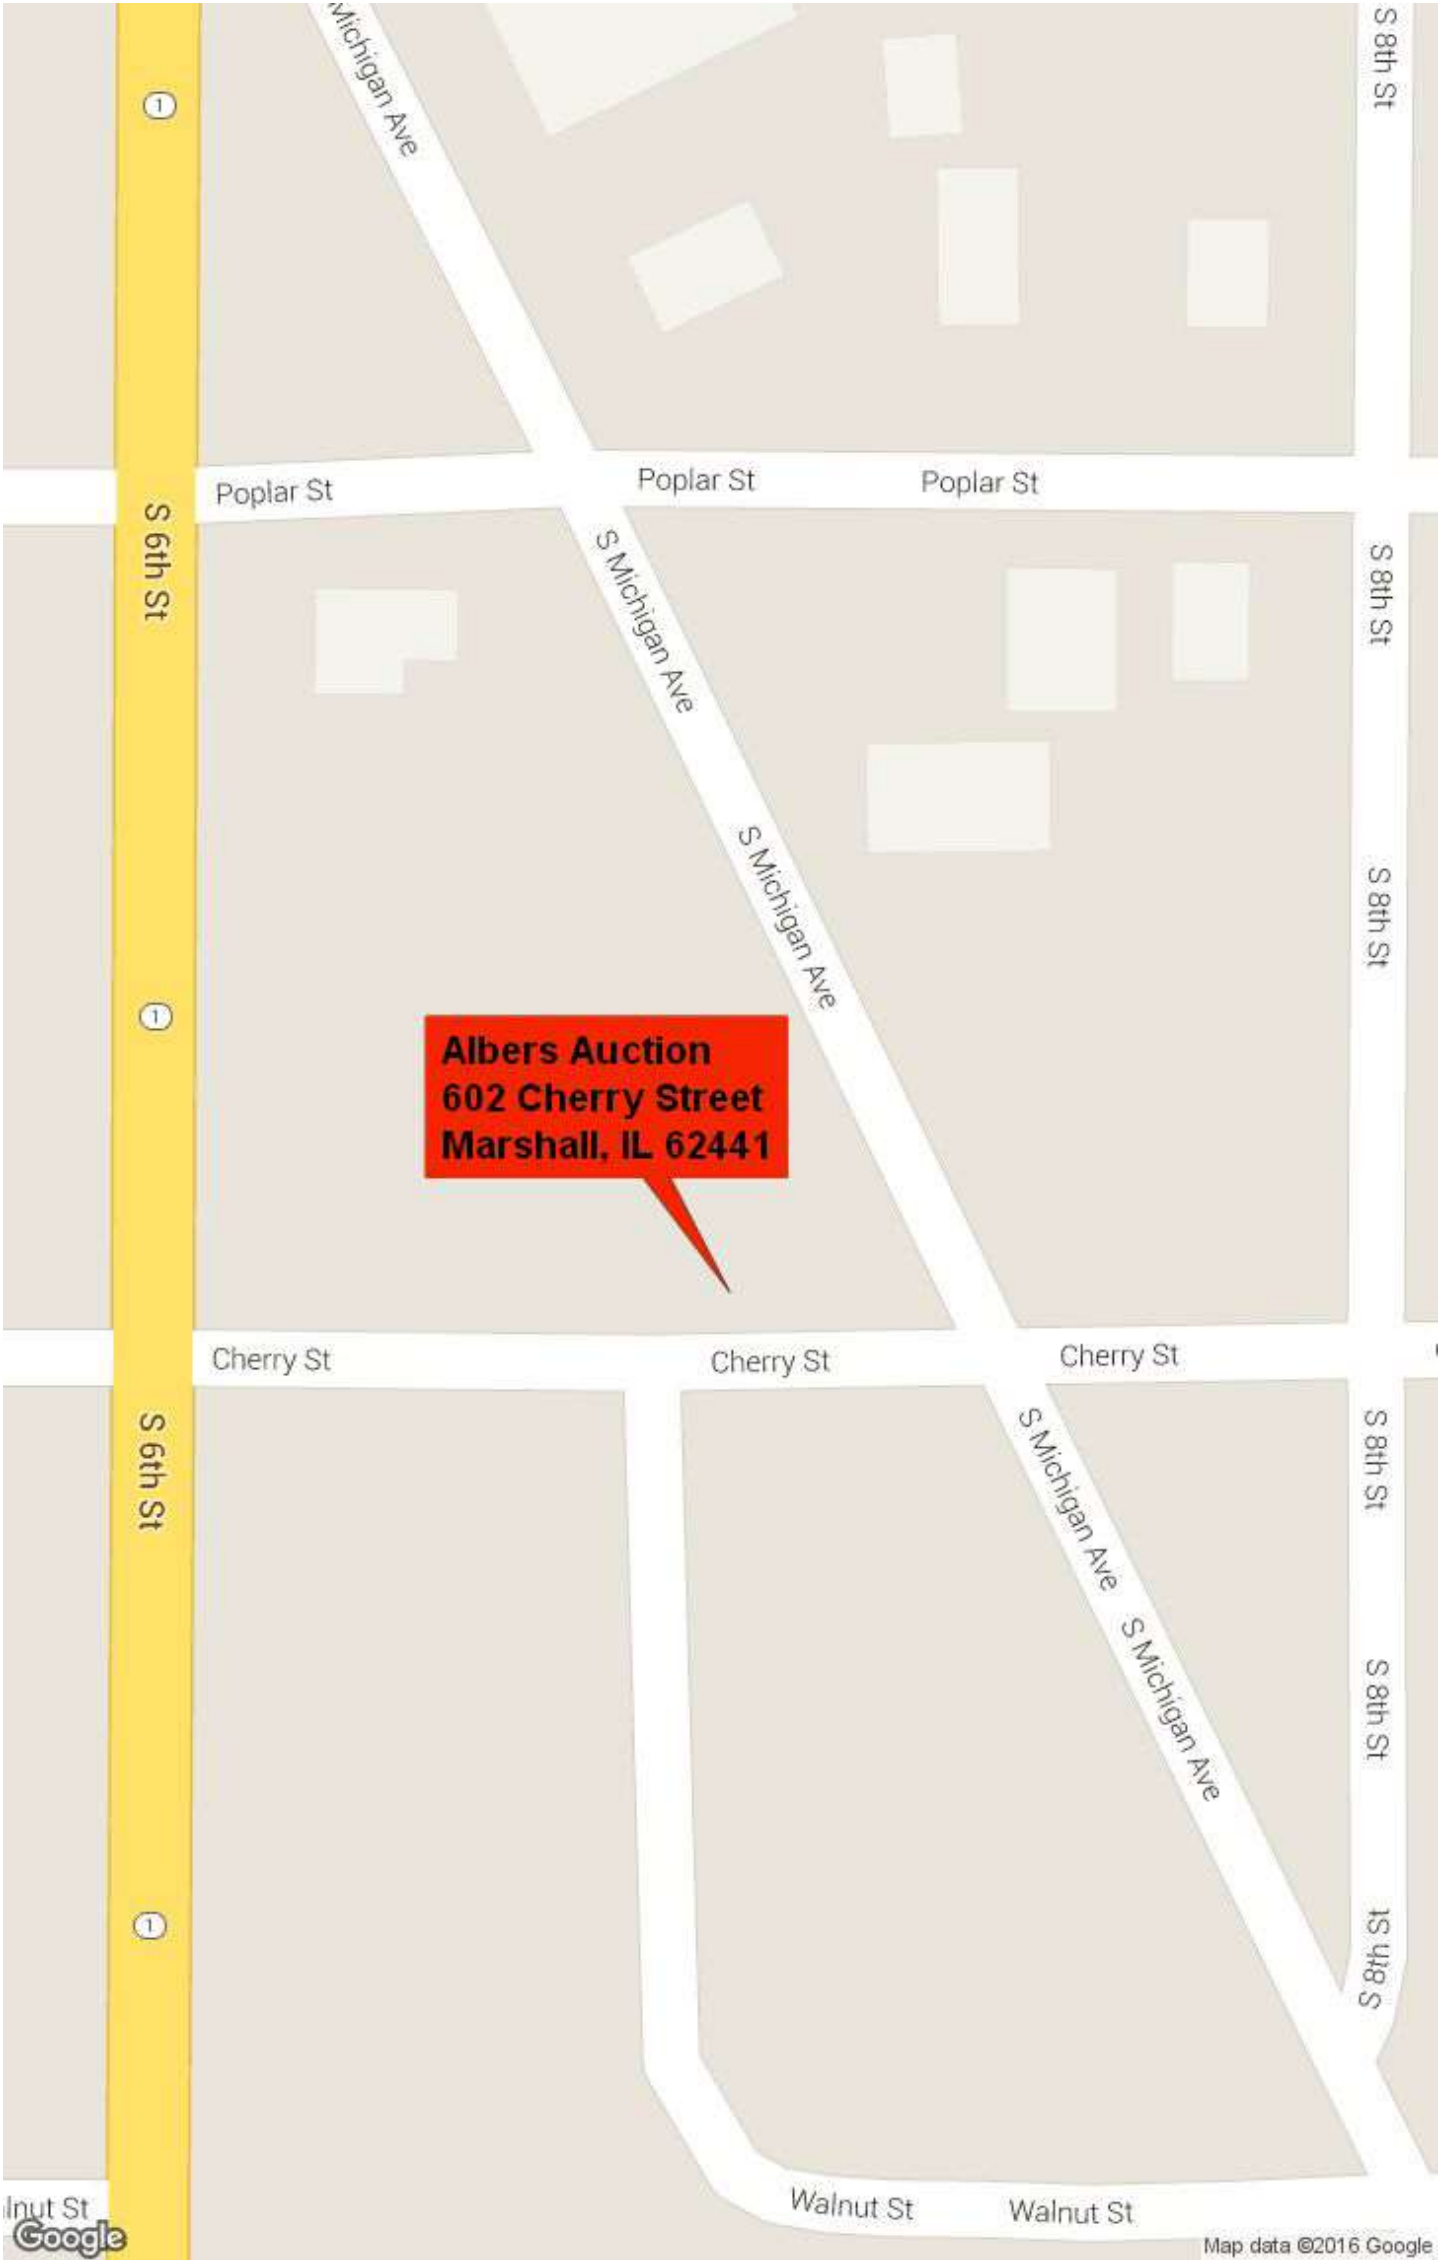 Michigan Ave
S 8th St
1
Poplar St
Poplar St
Poplar St
S 6th St
S Michigan Ave
S 8th St
S Michigan Ave
S 8th St
1
Albers Auction
602 Cherry Street
Marshall, IL 62441
Cherry St
Cherry St
Cherry St
S 6th St
S Michigan Ave
S 8th St
S Michigan Ave
S 8th St
1
S 8th St
lnut St
Walnut St
Walnut St
Google
Map data ©2016 Google